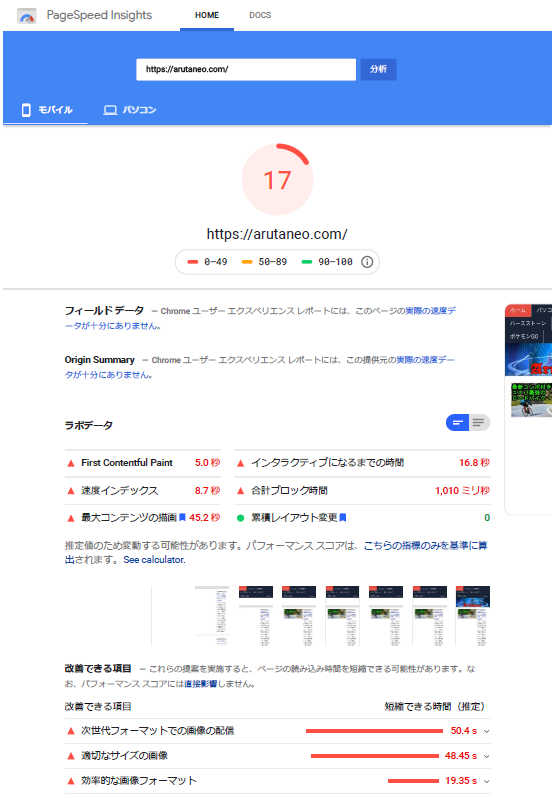 PageSpeed Insights
HOME
DOCS
https://arutaneo.com/
分析
モバイル
パソコン
17
https://arutaneo.com/
0–49
50–89
90–100
フィールドデータ — Chrome ユーザー エクスペリエンス レポートには、このページの実際の速度デ
ータが十分にありません。
Origin Summary — Chrome ユーザー エクスペリエンス レポートには、この提供元の実際の速度デー
タが十分にありません。
ラボデータ
First Contentful Paint 5.0 秒
インタラクティブになるまでの時間 16.8 秒
速度インデックス 8.7 秒
合計ブロック時間 1,010 ミリ秒
最大コンテンツの描画 45.2 秒
累積レイアウト変更 0
推定値のため変動する可能性があります。パフォーマンス スコアは、こちらの指標のみを基準に算
出されます。See calculator.
改善できる項目 — これらの提案を実施すると、ページの読み込み時間を短縮できる可能性があります。な
お、パフォーマンス スコアには直接影響しません。
改善できる項目 短縮できる時間（推定）
次世代フォーマットでの画像の配信 50.4 s
適切なサイズの画像 48.45 s
効率的な画像フォーマット 19.35 s
ホーム
パソコ
ハースストーン
ポケモンGO